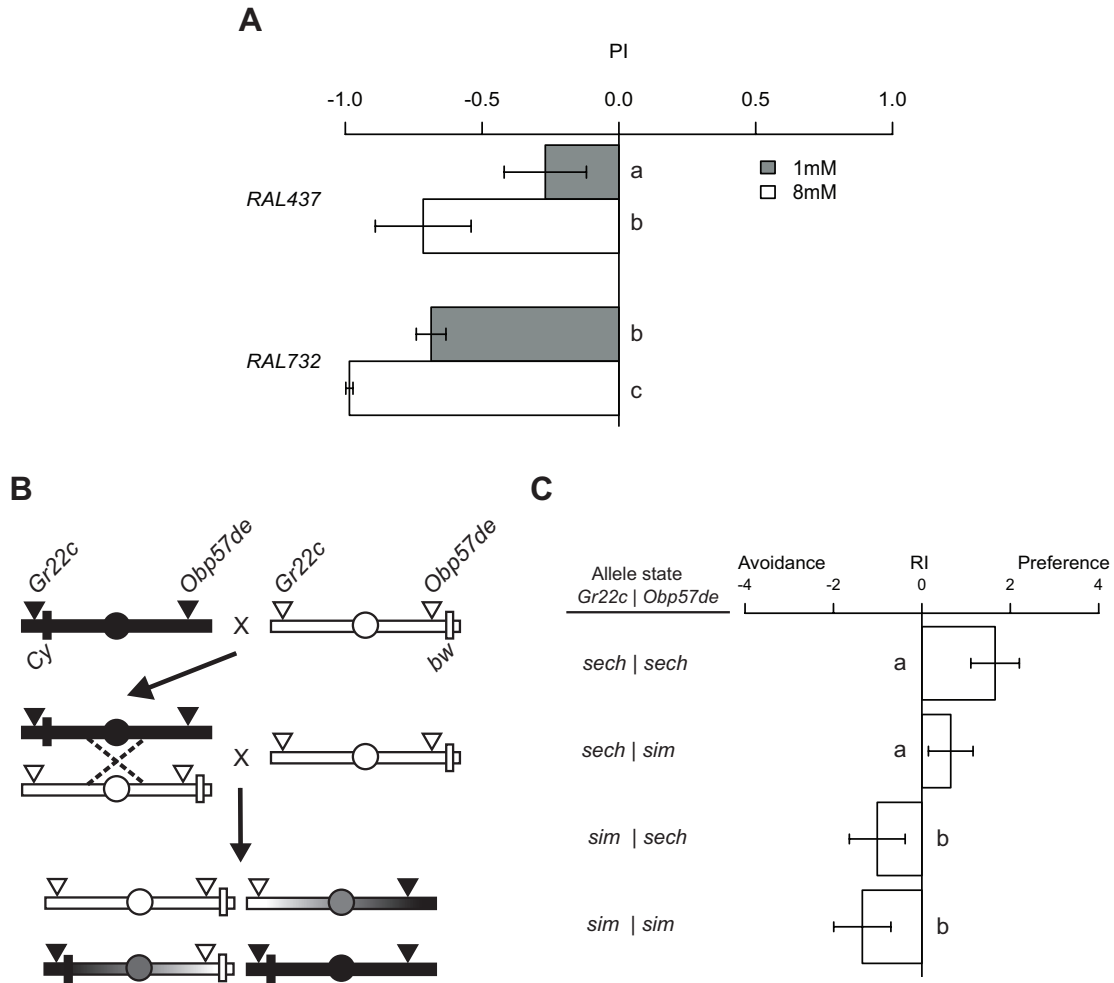 A
PI
-1.0 -0.5 0.0 0.5 1.0
1mM
8mM
RAL437
a
b
RAL732
b
c
B
Gr22c Obp57de Gr22c Obp57de
X
Cy bw
X
C
Allele state
Gr22c | Obp57de
Avoidance RI Preference
-4 -2 0 2 4
sech | sech a
sech | sim a
sim | sech b
sim | sim b